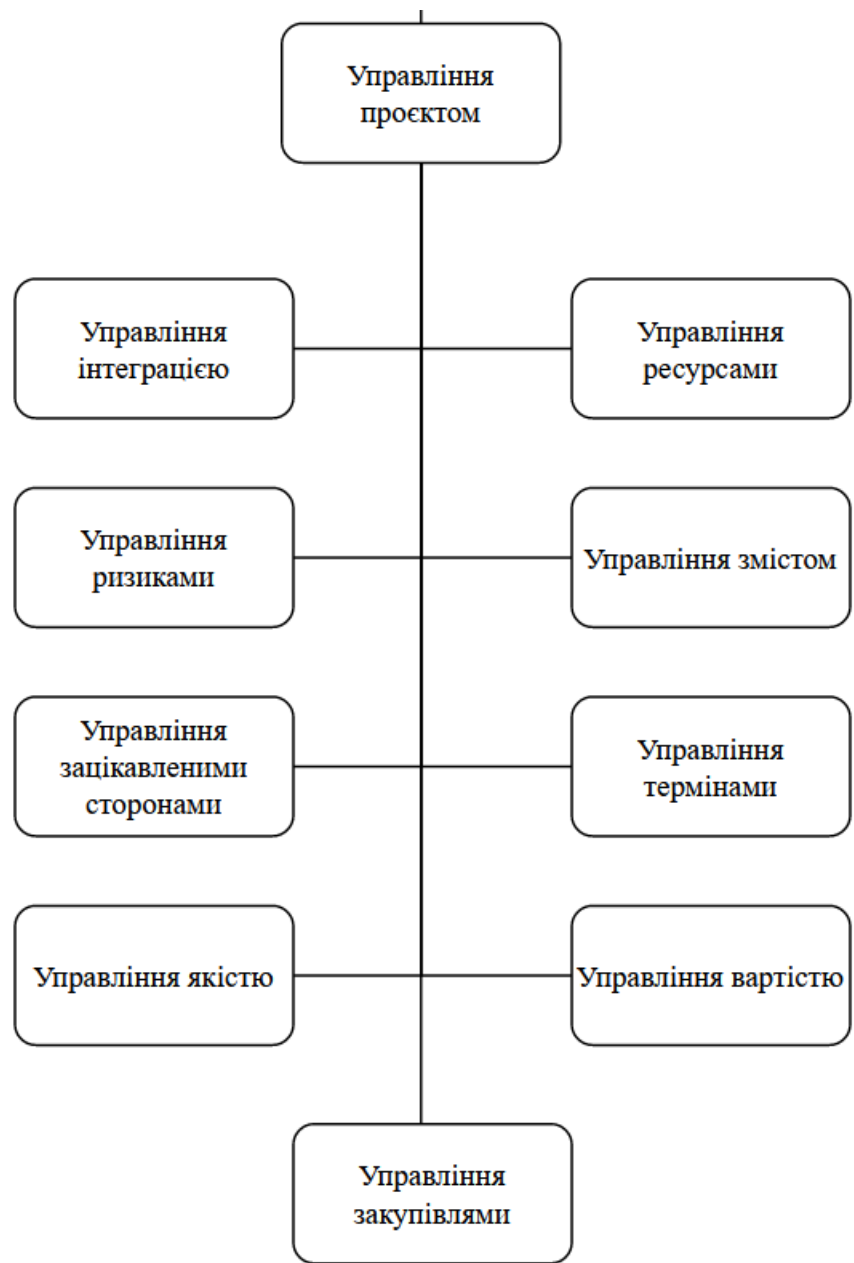 Управління
проєктом
Управління
інтеграцією
Управління
ресурсами
Управління
ризиками
Управління змістом
Управління
зацікавленими
сторонами
Управління
термінами
Управління якістю
Управління вартістю
Управління
закупівлями